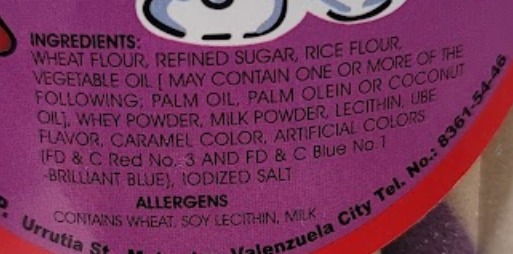 INGREDIENTS:
WHEAT FLOUR, REFINED SUGAR, RICE FLOUR,
VEGETABLE OIL [ MAY CONTAIN ONE OR MORE OF THE
FOLLOWING; PALM OIL, PALM OLEIN OR COCONUT
OIL], WHEY POWDER, MILK POWDER, LECITHIN, UBE
FLAVOR, CARAMEL COLOR, ARTIFICIAL COLORS
(FD & C Red No. 3 AND FD & C Blue No.1
-BRILLIANT BLUE), IODIZED SALT
ALLERGENS
CONTAINS WHEAT, SOY LECITHIN, MILK
Urrutia St. Valenzuela City Tel. No.: 8361-54-46